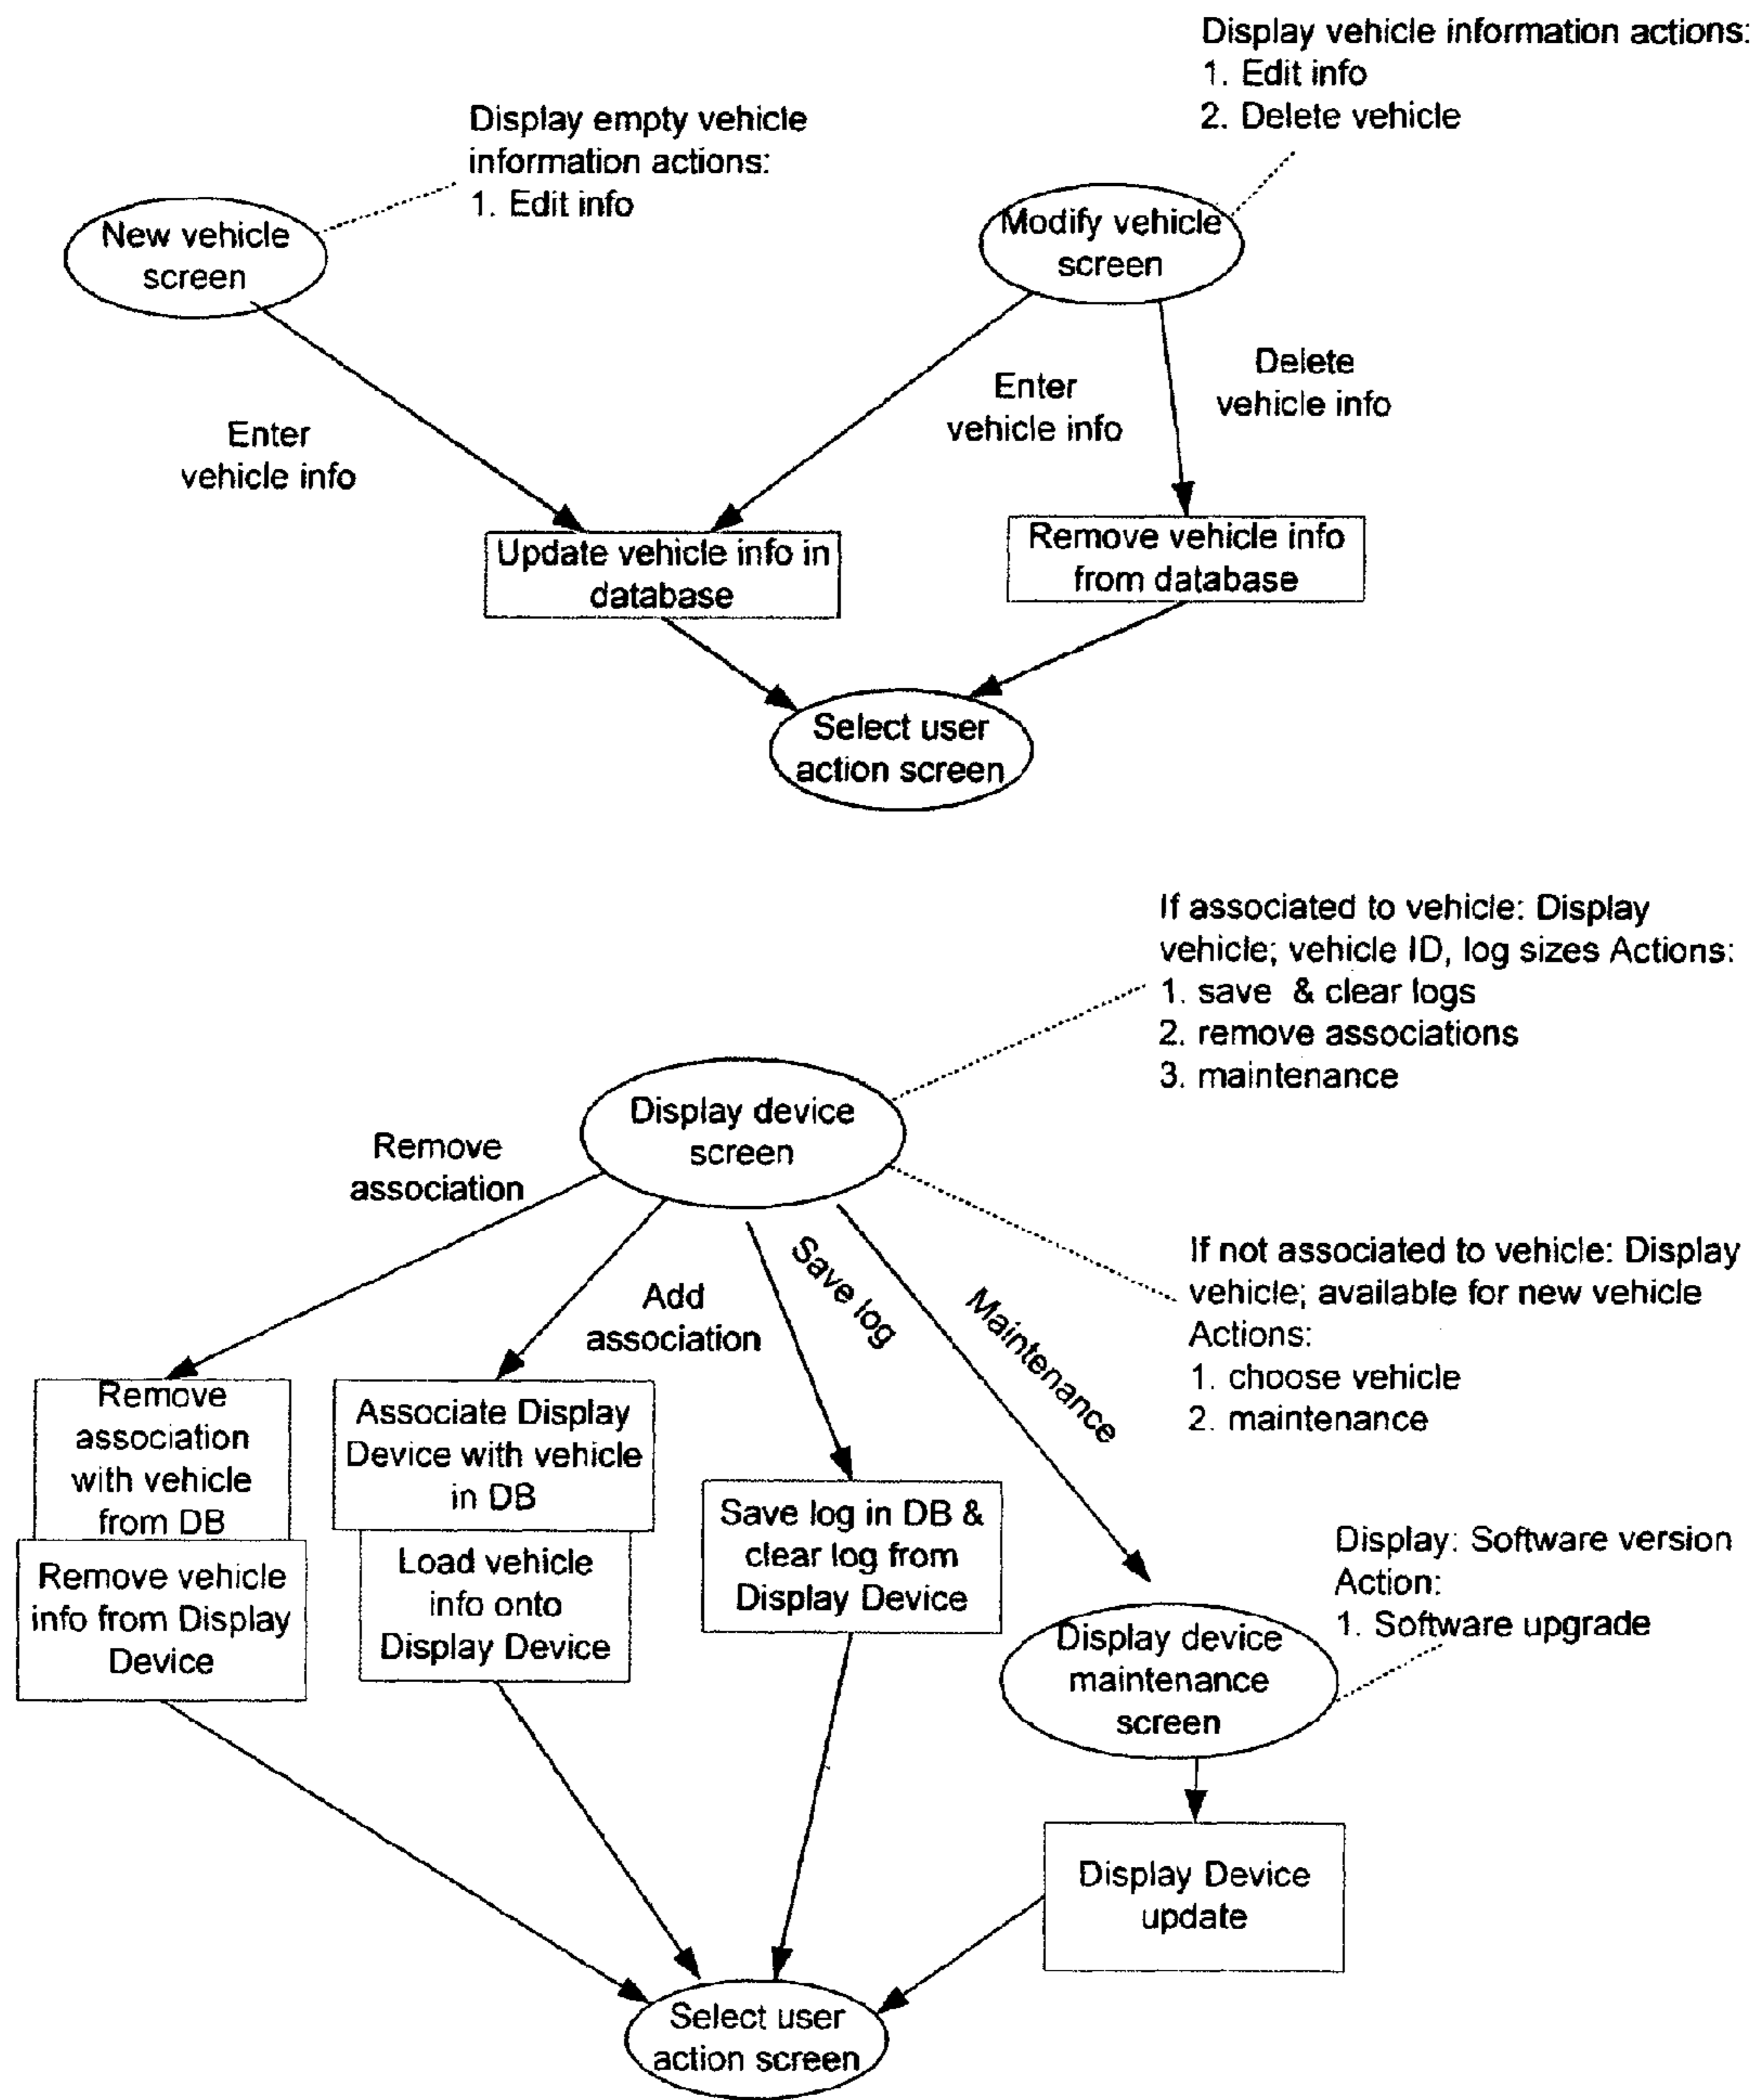 Display vehicle information actions:
1. Edit info
2. Delete vehicle
Display empty vehicle
information actions:
1. Edit info
New vehicle
screen
Modify vehicle
screen
Enter
vehicle info
Enter
vehicle info
Delete
vehicle info
Update vehicle info in
database
Remove vehicle info
from database
Select user
action screen
If associated to vehicle: Display
vehicle; vehicle ID, log sizes Actions:
1. save & clear logs
2. remove associations
3. maintenance
Display device
screen
Remove
association
Add
association
Save log
Maintenance
If not associated to vehicle: Display
vehicle; available for new vehicle
Actions:
1. choose vehicle
2. maintenance
Remove
association
with vehicle
from DB
Remove vehicle
info from Display
Device
Associate Display
Device with vehicle
in DB
Load vehicle
info onto
Display Device
Save log in DB &
clear log from
Display Device
Display: Software version
Action:
1. Software upgrade
Display device
maintenance
screen
Display Device
update
Select user
action screen